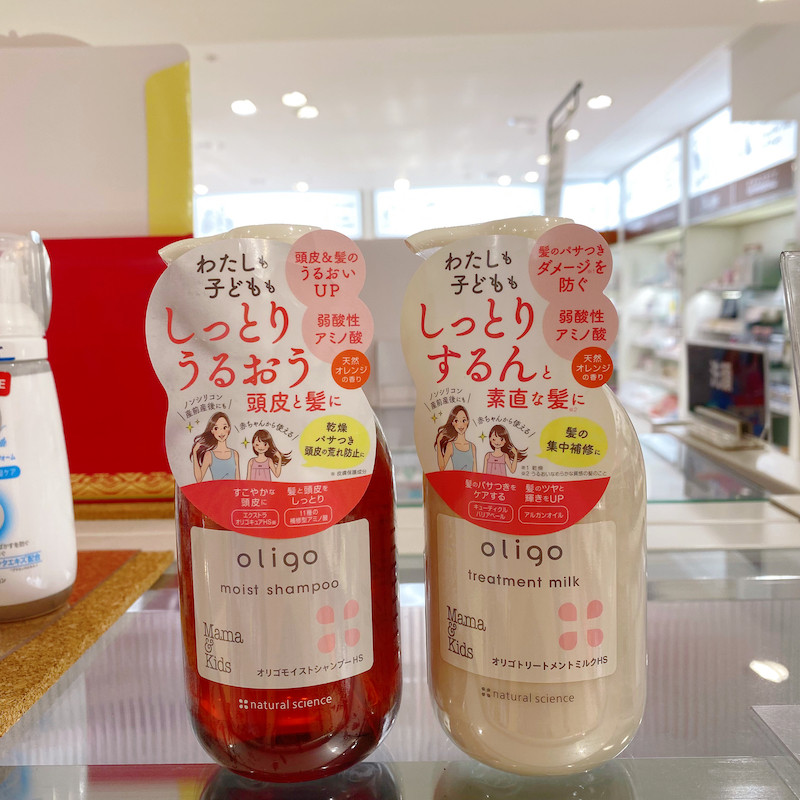 わたしも
子どもも
しっとり
うるおう
頭皮と髪に
頭皮&髪の
うるおい
UP
弱酸性
アミノ酸
天然
オレンジ
の香り
ノンシリコン
産前産後にも
赤ちゃんから使える
乾燥
パサつき
頭皮の荒れ防止に
※ 皮膚保護成分
すこやかな
頭皮に
エクストラ
オリゴキュアHS※
髪と頭皮を
しっとり
11種の
補修型アミノ酸
oligo
moist shampoo
Mama
&
Kids
オリゴモイストシャンプーHS
natural science
わたしも
子どもも
しっとり
するんと
素直な髪に
髪のパサつき
ダメージを
防ぐ
弱酸性
アミノ酸
天然
オレンジ
の香り
ノンシリコン
産前産後にも
赤ちゃんから使える
髪の
集中補修に
※1 乾燥
髪のパサつきを
ケアする
キューティクル
バリアベール
髪のツヤと
輝きをUP
アルガンオイル
oligo
treatment milk
Mama
&
Kids
オリゴトリートメントミルクHS
natural science